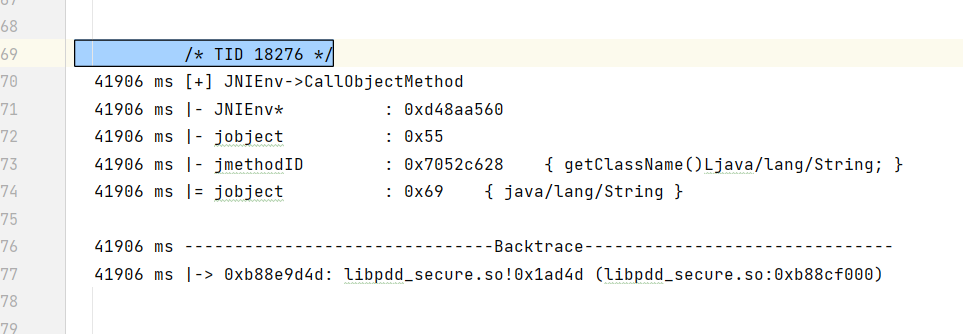 67
68
69 /* TID 18276 */
70 41906 ms [+] JNIEnv->CallObjectMethod
71 41906 ms |- JNIEnv* : 0xd48aa560
72 41906 ms |- jobject : 0x55
73 41906 ms |- jmethodID : 0x7052c628 { getClassName()Ljava/lang/String; }
74 41906 ms |= jobject : 0x69 { java/lang/String }
75
76 41906 ms -------------------------------Backtrace-------------------------------
77 41906 ms |-> 0xb88e9d4d: libpdd_secure.so!0x1ad4d (libpdd_secure.so:0xb88cf000)
78
79